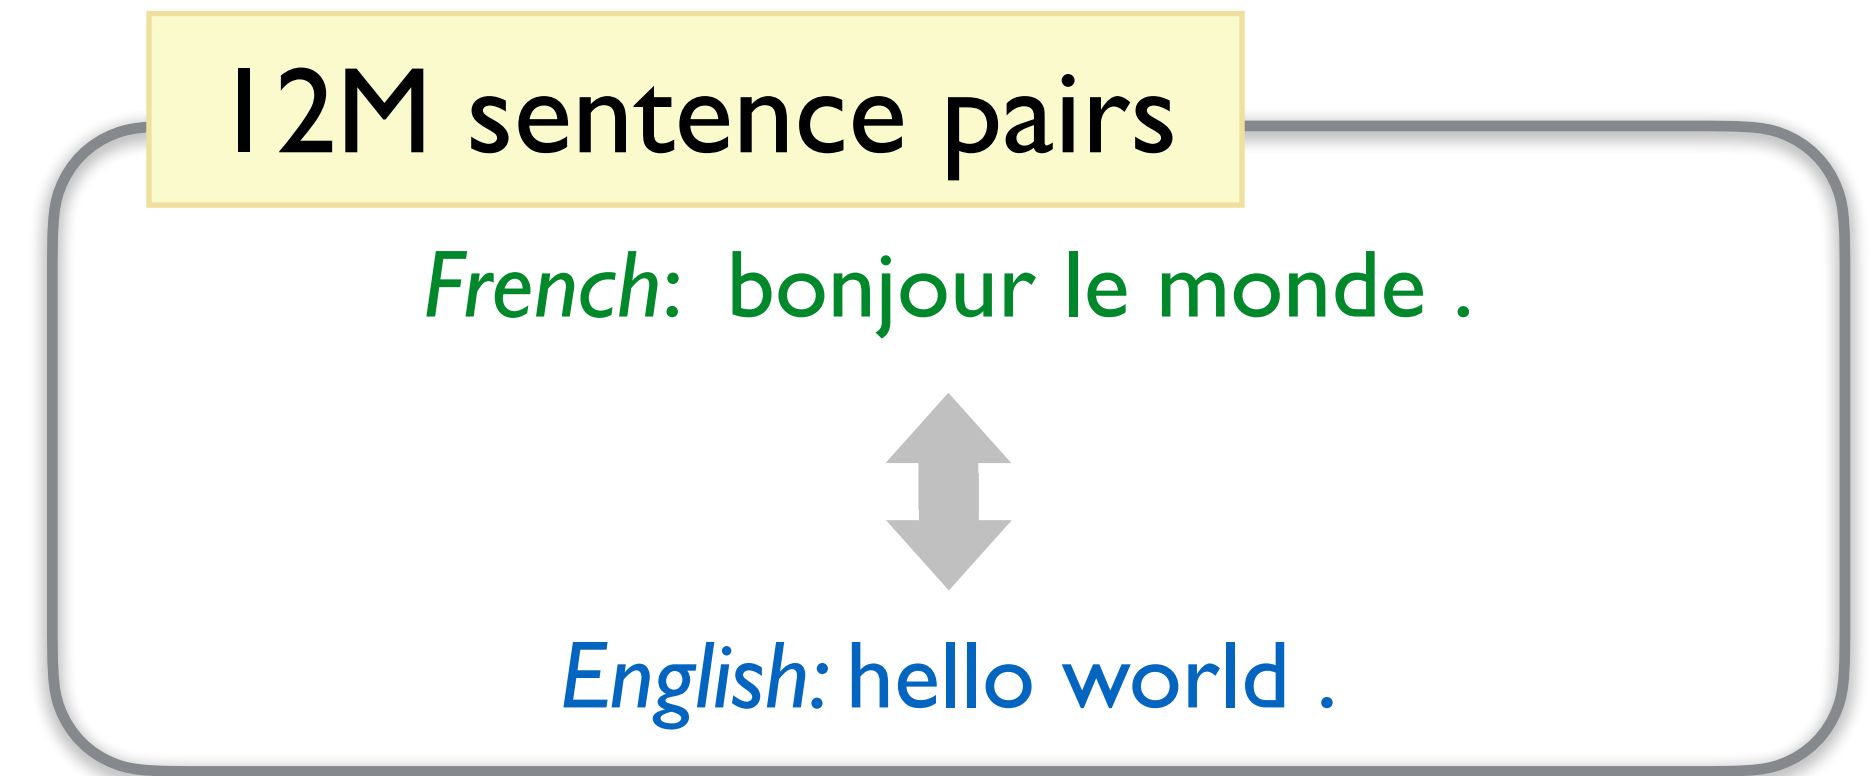 12M sentence pairs
French: bonjour le monde .
English: hello world .